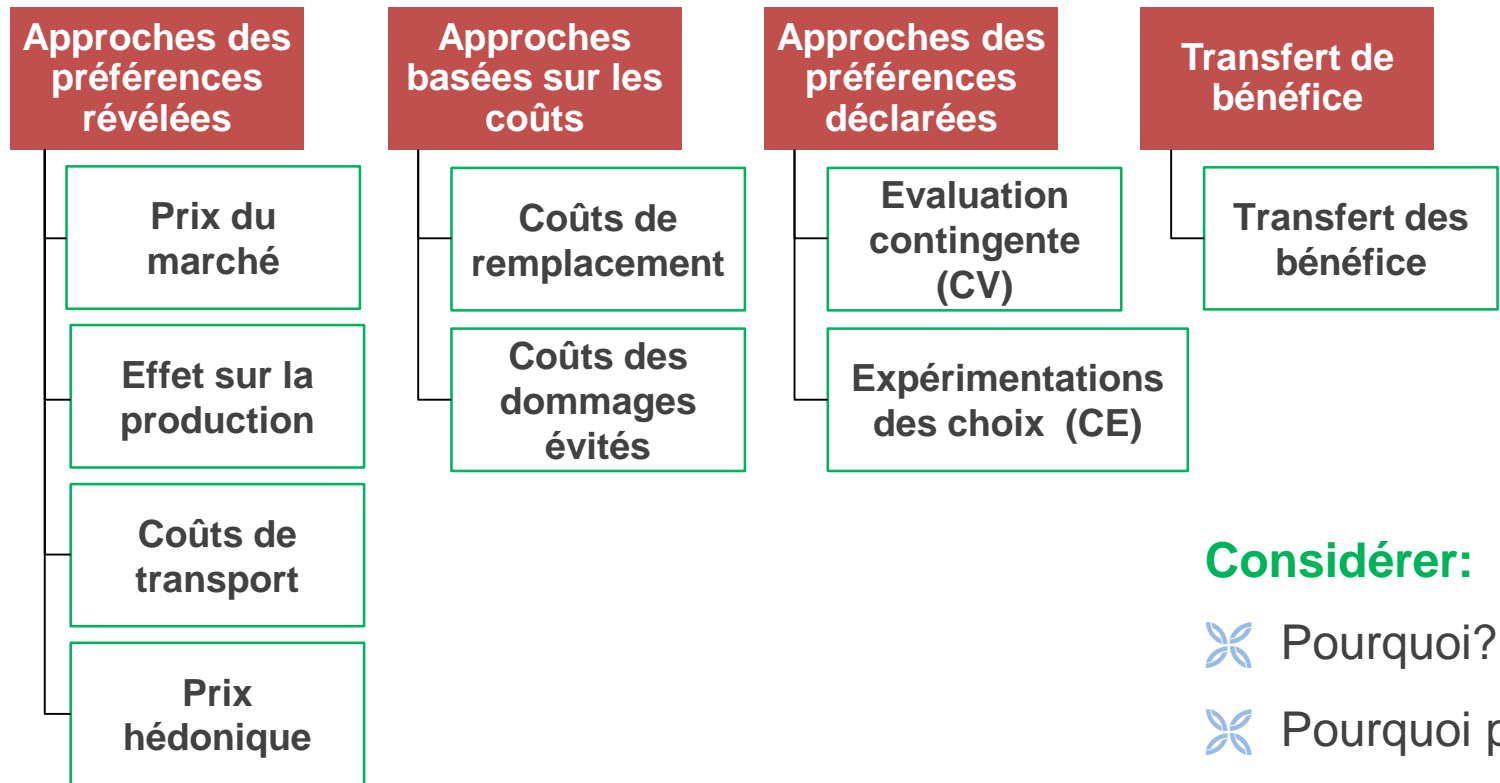 Approches des
préférences
révélées
Prix du
marché
Effet sur la
production
Coûts de
transport
Prix
hédonique
Approches
basées sur les
coûts
Coûts de
remplacement
Coûts des
dommages
évités
Approches des
préférences
déclarées
Evaluation
contingente
(CV)
Expérimentations
des choix (CE)
Transfert de
bénéfice
Transfert des
bénéfice
Considérer:
Pourquoi?
Pourquoi